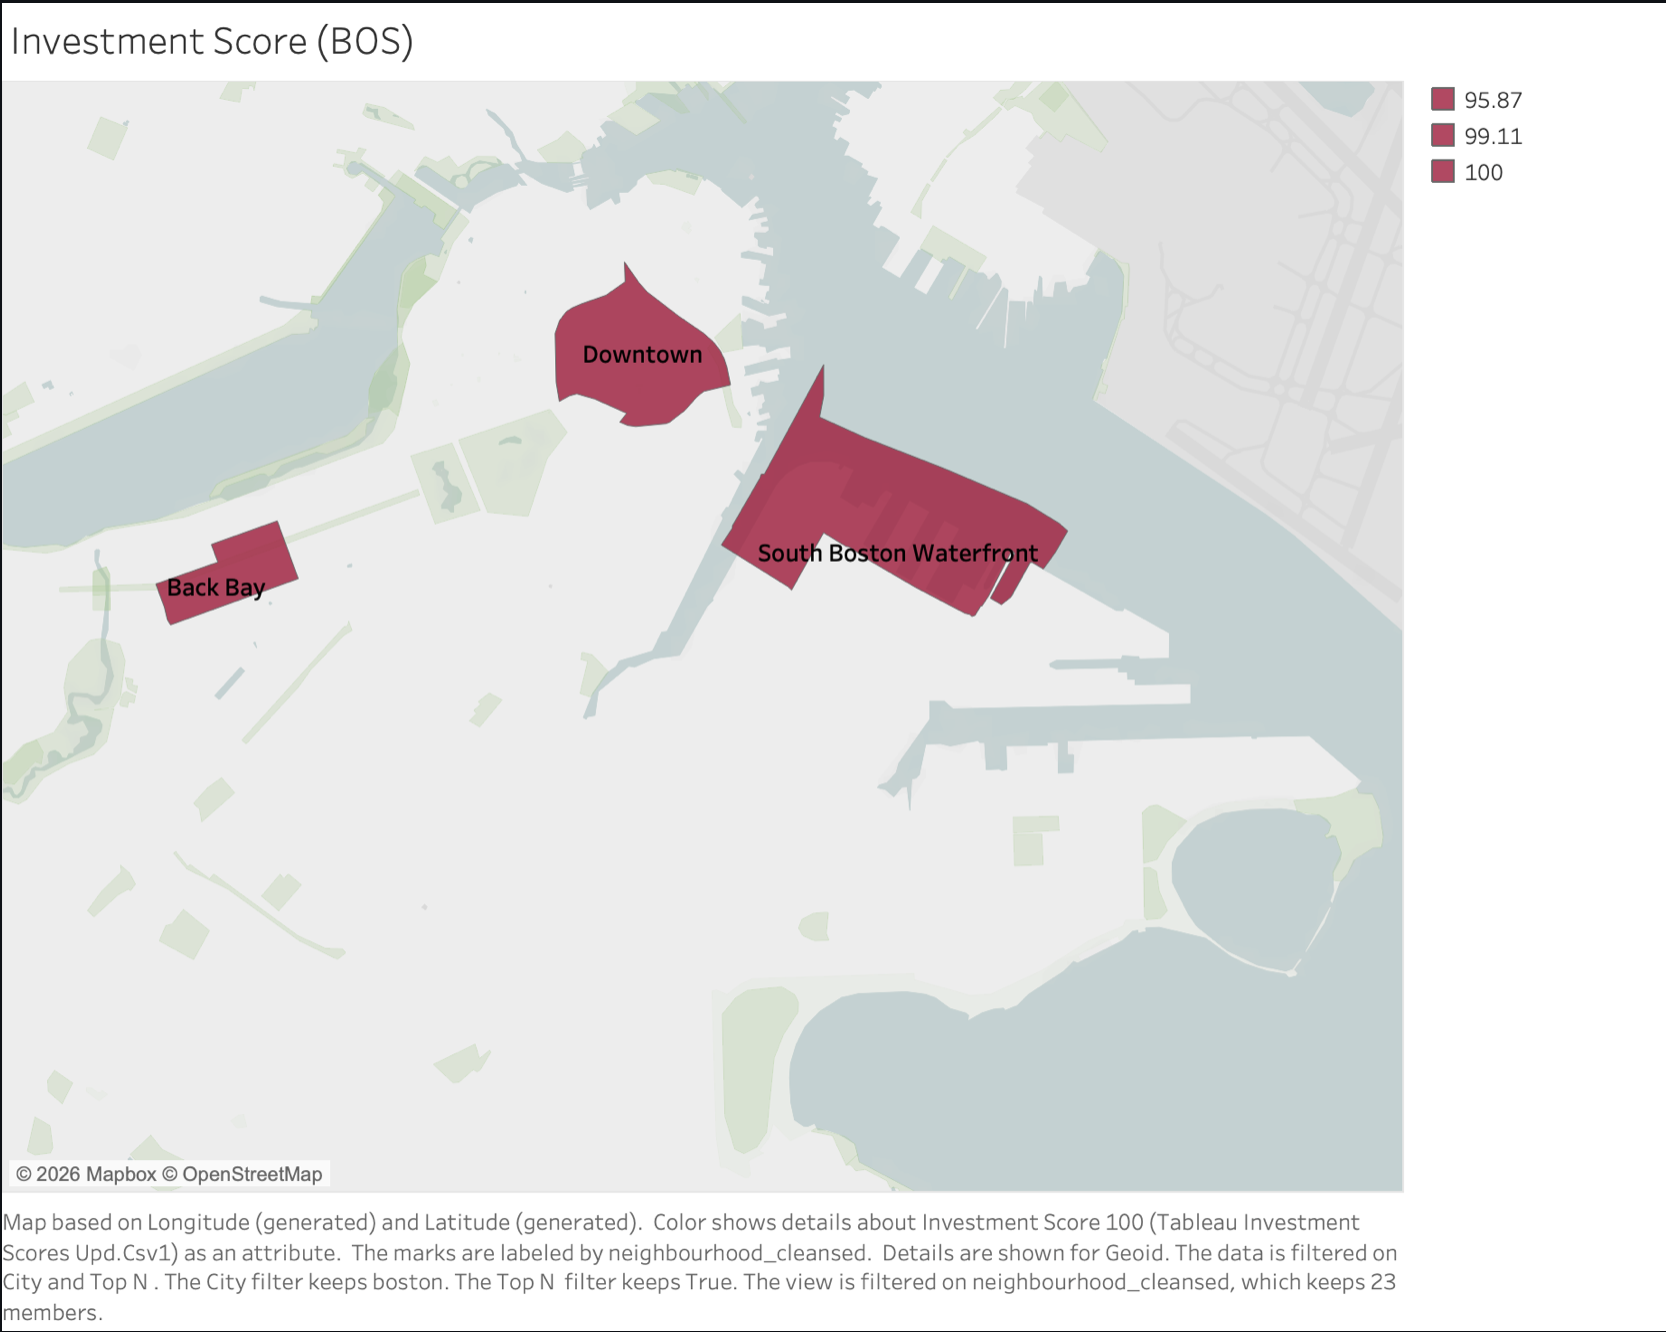 Investment Score (BOS)
95.87
99.11
100
Downtown
South Boston Waterfront
Back Bay
© 2026 Mapbox © OpenStreetMap
Map based on Longitude (generated) and Latitude (generated).  Color shows details about Investment Score 100 (Tableau Investment
Scores Upd.Csv1) as an attribute.  The marks are labeled by neighbourhood_cleansed.  Details are shown for Geoid. The data is filtered on
City and Top N . The City filter keeps boston. The Top N  filter keeps True. The view is filtered on neighbourhood_cleansed, which keeps 23
members.